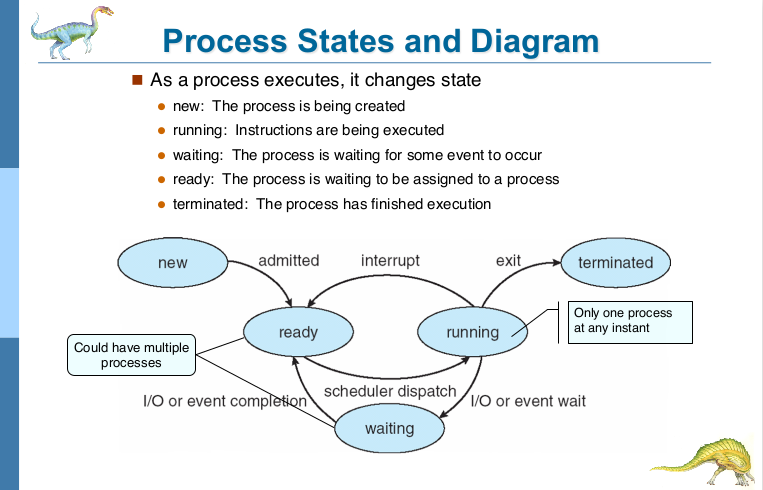 Process States and Diagram
As a process executes, it changes state
new: The process is being created
running: Instructions are being executed
waiting: The process is waiting for some event to occur
ready: The process is waiting to be assigned to a process
terminated: The process has finished execution
new
admitted
interrupt
exit
terminated
ready
running
Only one process
at any instant
Could have multiple
processes
scheduler dispatch
I/O or event completion
I/O or event wait
waiting